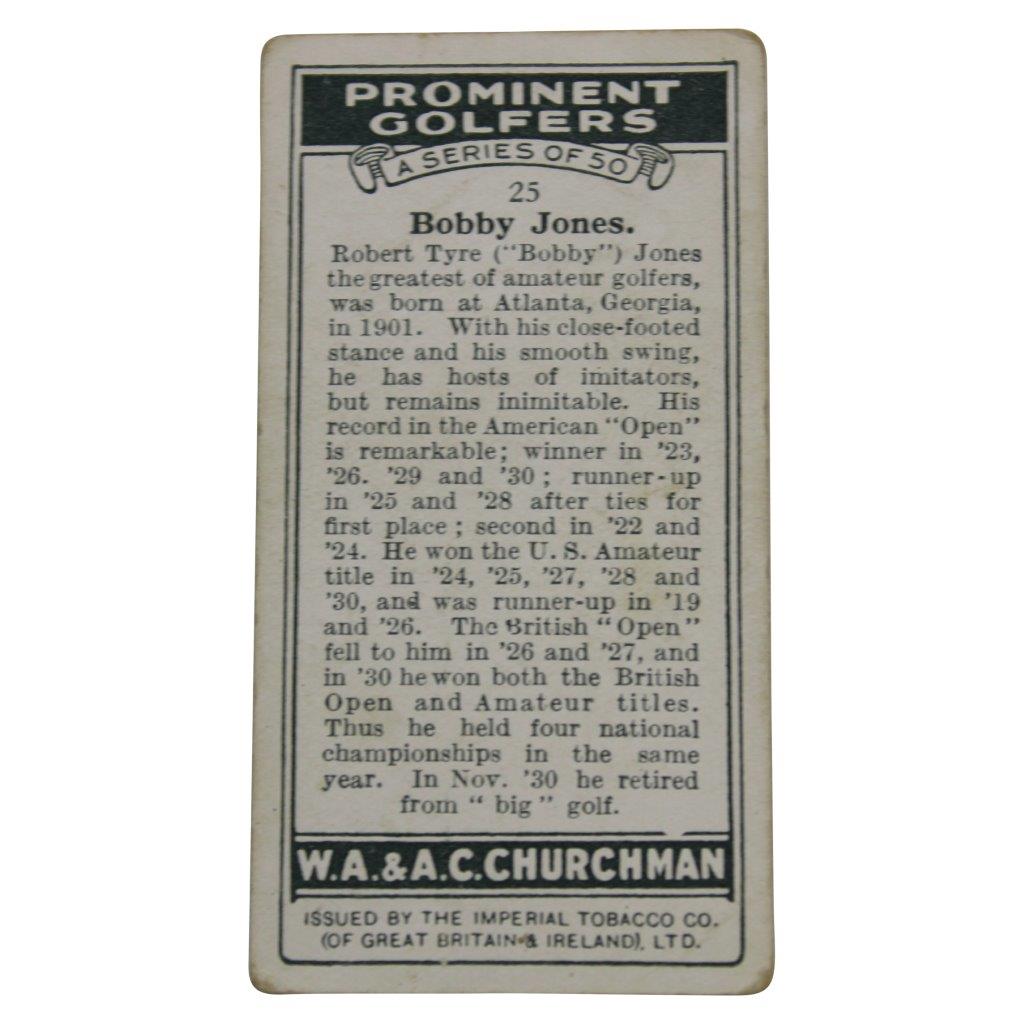 PROMINENT
GOLFERS
A SERIES OF 50
25
Bobby Jones.
Robert Tyre ("Bobby") Jones
the greatest of amateur golfers,
was born at Atlanta, Georgia,
in 1901. With his close-footed
stance and his smooth swing,
he has hosts of imitators,
but remains inimitable. His
record in the American "Open"
is remarkable; winner in '23,
'26. '29 and '30; runner-up
in '25 and '28 after ties for
first place; second in '22 and
'24. He won the U. S. Amateur
title in '24, '25, '27, '28 and
'30, and was runner-up in '19
and '26. The British "Open"
fell to him in '26 and '27, and
in '30 he won both the British
Open and Amateur titles.
Thus he held four national
championships in the same
year. In Nov. '30 he retired
from "big" golf.
W.A.&A.C.CHURCHMAN
ISSUED BY THE IMPERIAL TOBACCO CO.
(OF GREAT BRITAIN & IRELAND), LTD.